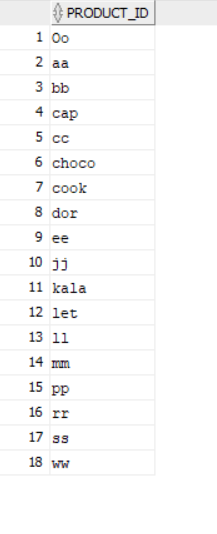 PRODUCT_ID
1 Oo
2 aa
3 bb
4 cap
5 cc
6 choco
7 cook
8 dor
9 ee
10 jj
11 kala
12 let
13 ll
14 mm
15 pp
16 rr
17 ss
18 ww